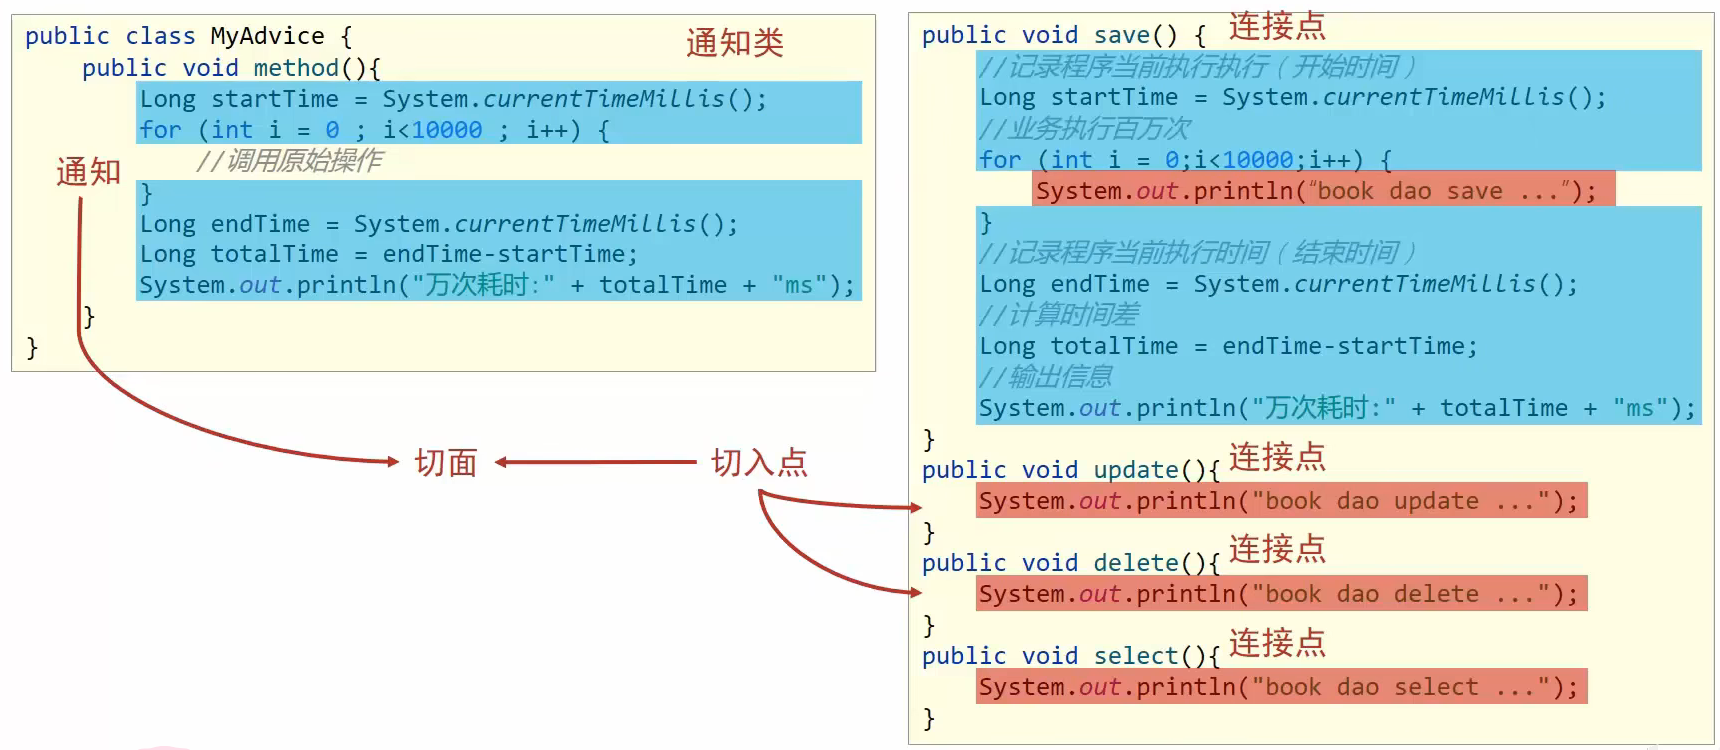 public class MyAdvice {
通知类
public void method(){
Long startTime = System.currentTimeMillis();
for (int i = 0 ; i<10000 ; i++) {
//调用原始操作
通知
}
Long endTime = System.currentTimeMillis();
Long totalTime = endTime-startTime;
System.out.println("万次耗时:" + totalTime + "ms");
}
}
切面
切入点
public void save() {
连接点
//记录程序当前执行执行（开始时间）
Long startTime = System.currentTimeMillis();
//业务执行百万次
for (int i = 0;i<10000;i++) {
System.out.println(“book dao save ...”);
}
//记录程序当前执行时间（结束时间）
Long endTime = System.currentTimeMillis();
//计算时间差
Long totalTime = endTime-startTime;
//输出信息
System.out.println("万次耗时:" + totalTime + "ms");
}
public void update(){
连接点
System.out.println("book dao update ...");
}
public void delete(){
连接点
System.out.println("book dao delete ...");
}
public void select(){
连接点
System.out.println("book dao select ...");
}